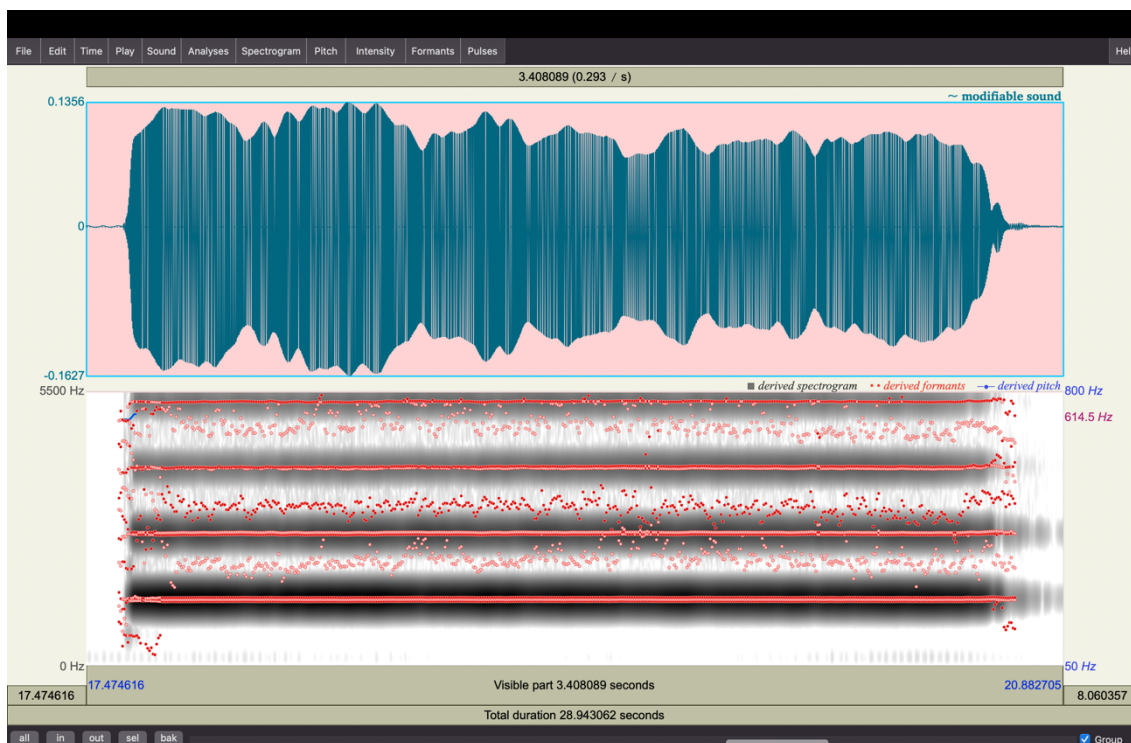 File Edit Time Play Sound Analyses Spectrogram Pitch Intensity Formants Pulses Hel
3.408089 (0.293 / s)
0.1356
~ modifiable sound
0
-0.1627
5500 Hz
■ derived spectrogram •• derived formants —•— derived pitch
800 Hz
614.5 Hz
0 Hz
50 Hz
17.474616 Visible part 3.408089 seconds 20.882705
17.474616 8.060357
Total duration 28.943062 seconds
all in out sel bak Group